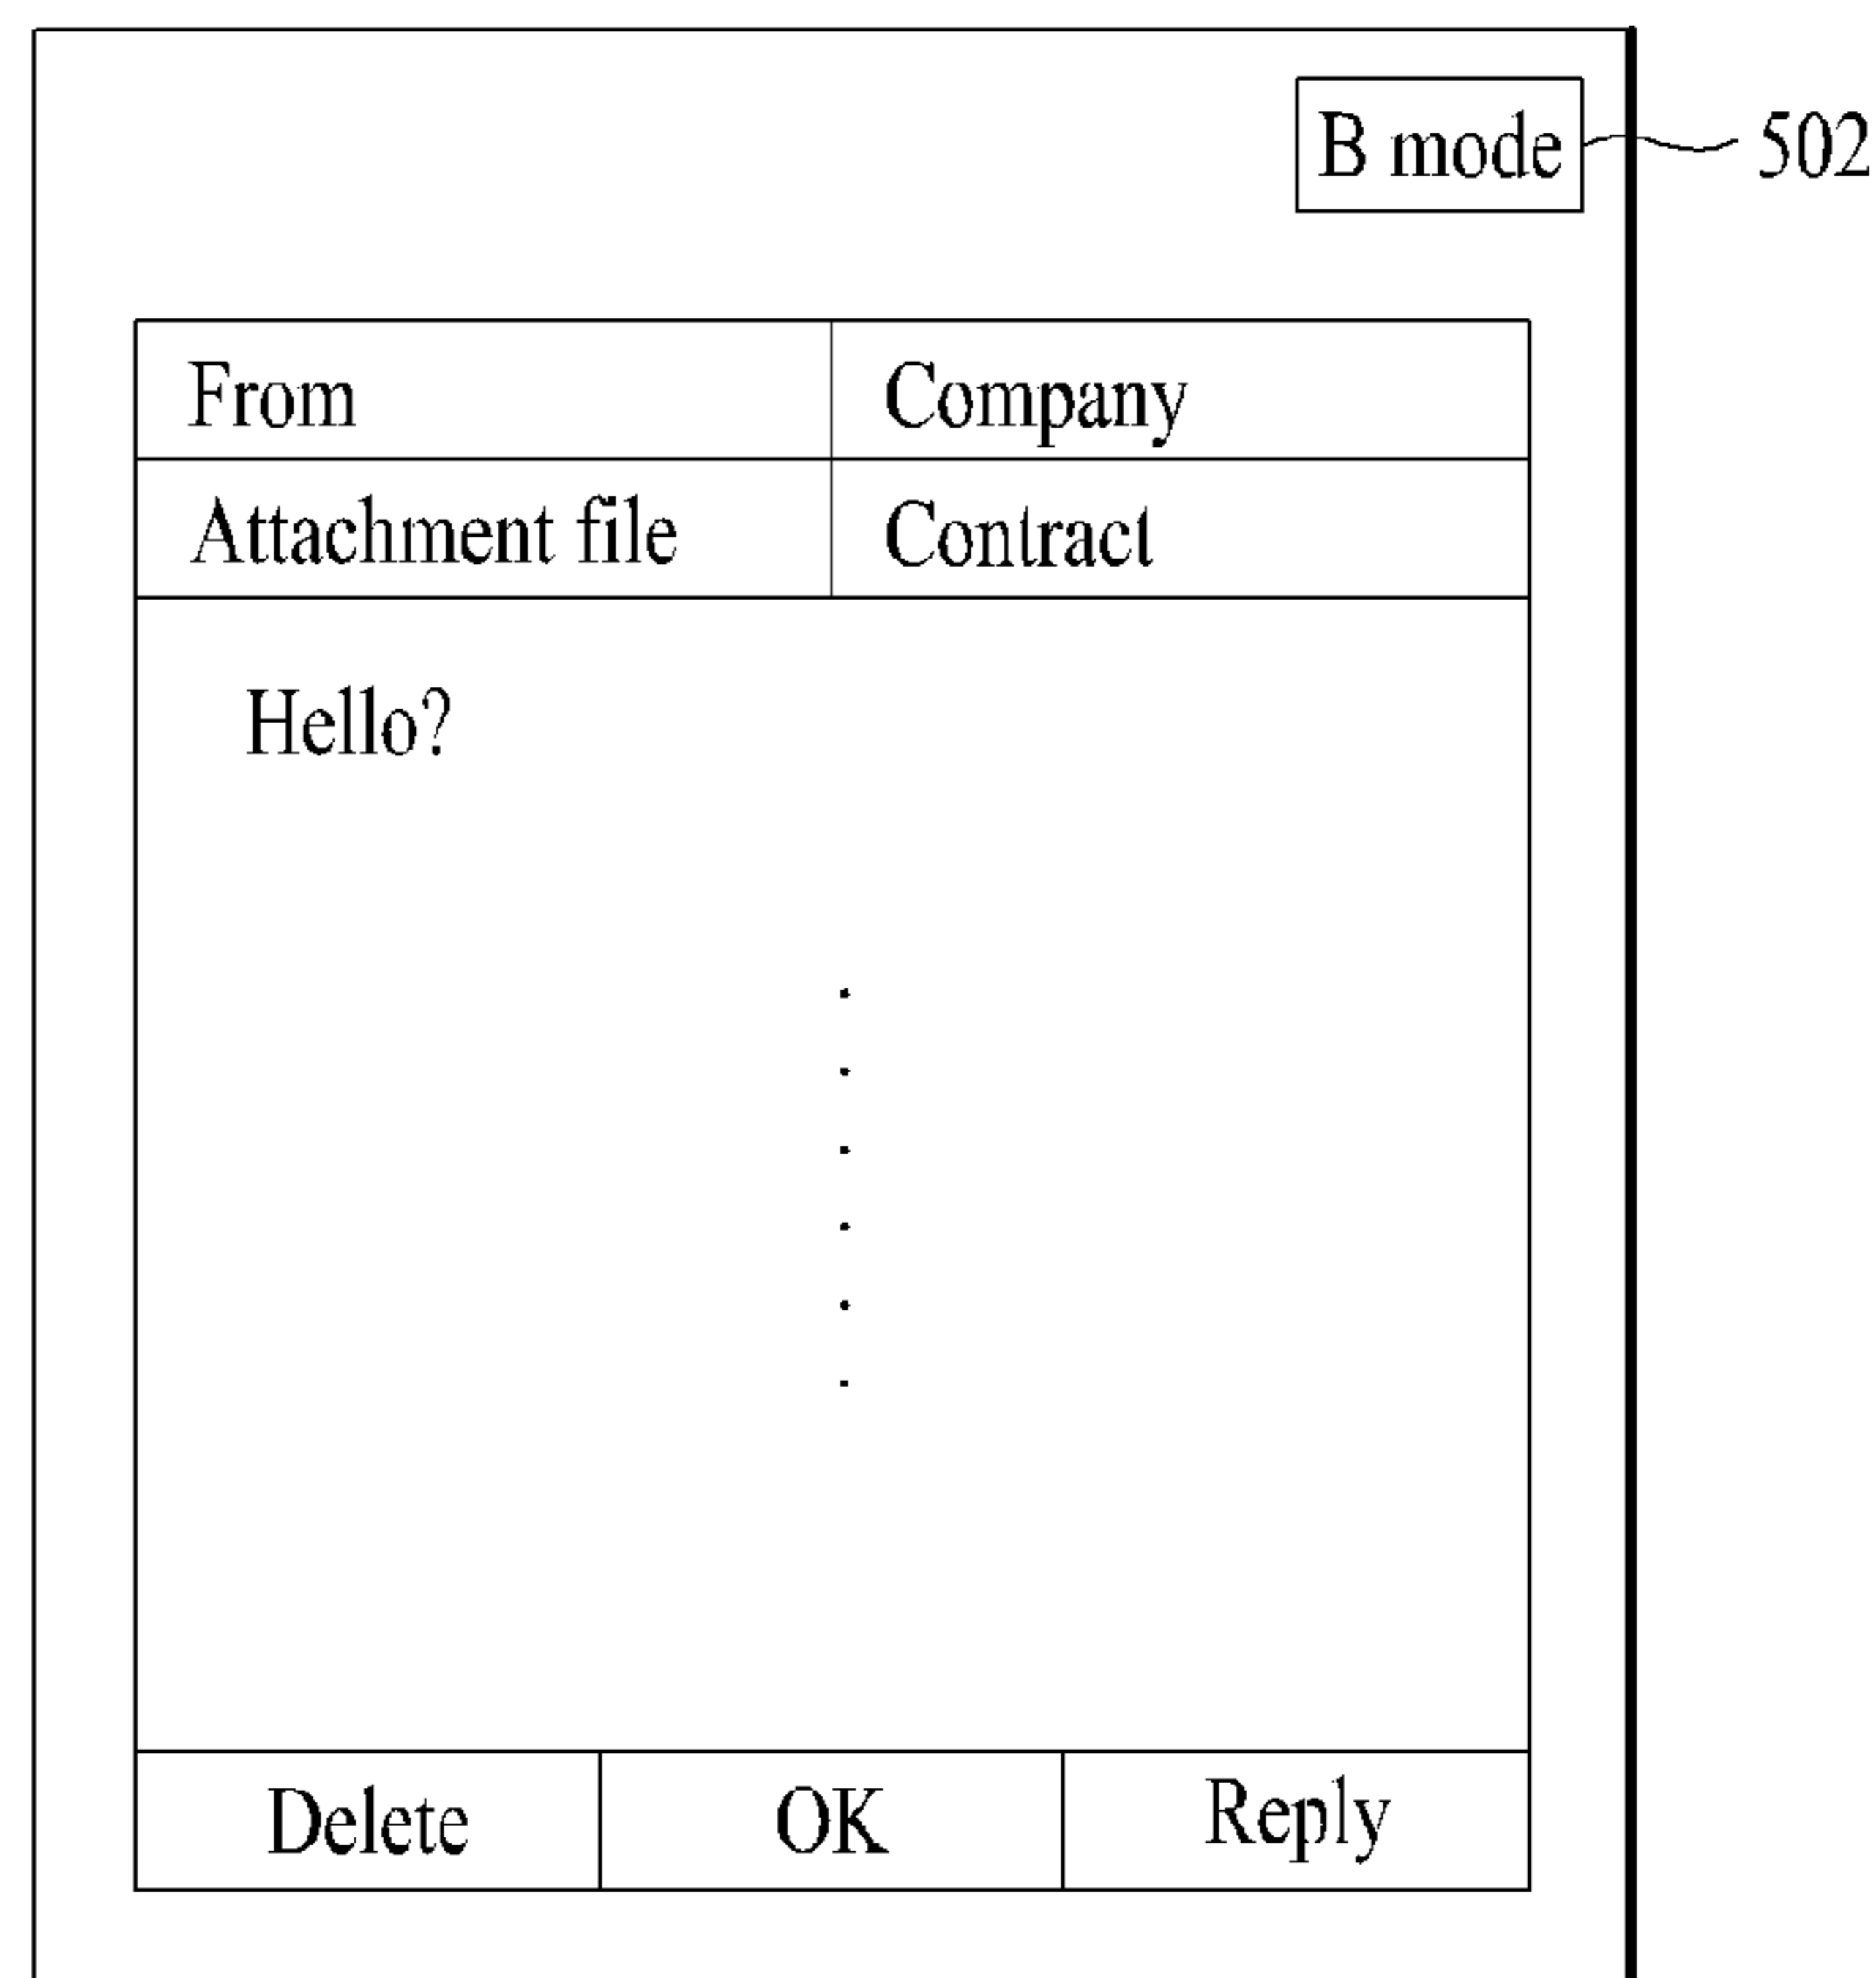 B mode 502
From Company
Attachment file Contract
Hello?
Delete OK Reply